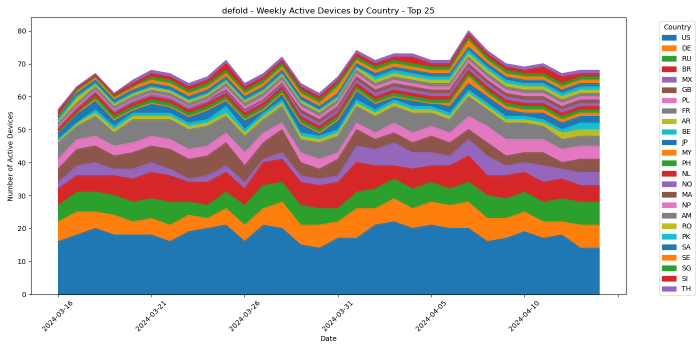 defold - Weekly Active Devices by Country - Top 25
Number of Active Devices
80
70
60
50
40
30
20
10
0
2024-03-16
2024-03-21
2024-03-26
2024-03-31
2024-04-05
2024-04-10
Date
Country
US
DE
RU
BR
MX
GB
PL
FR
AR
BE
JP
MY
PH
NL
NO
MA
NP
AM
RO
PK
SA
SE
SG
SI
TH